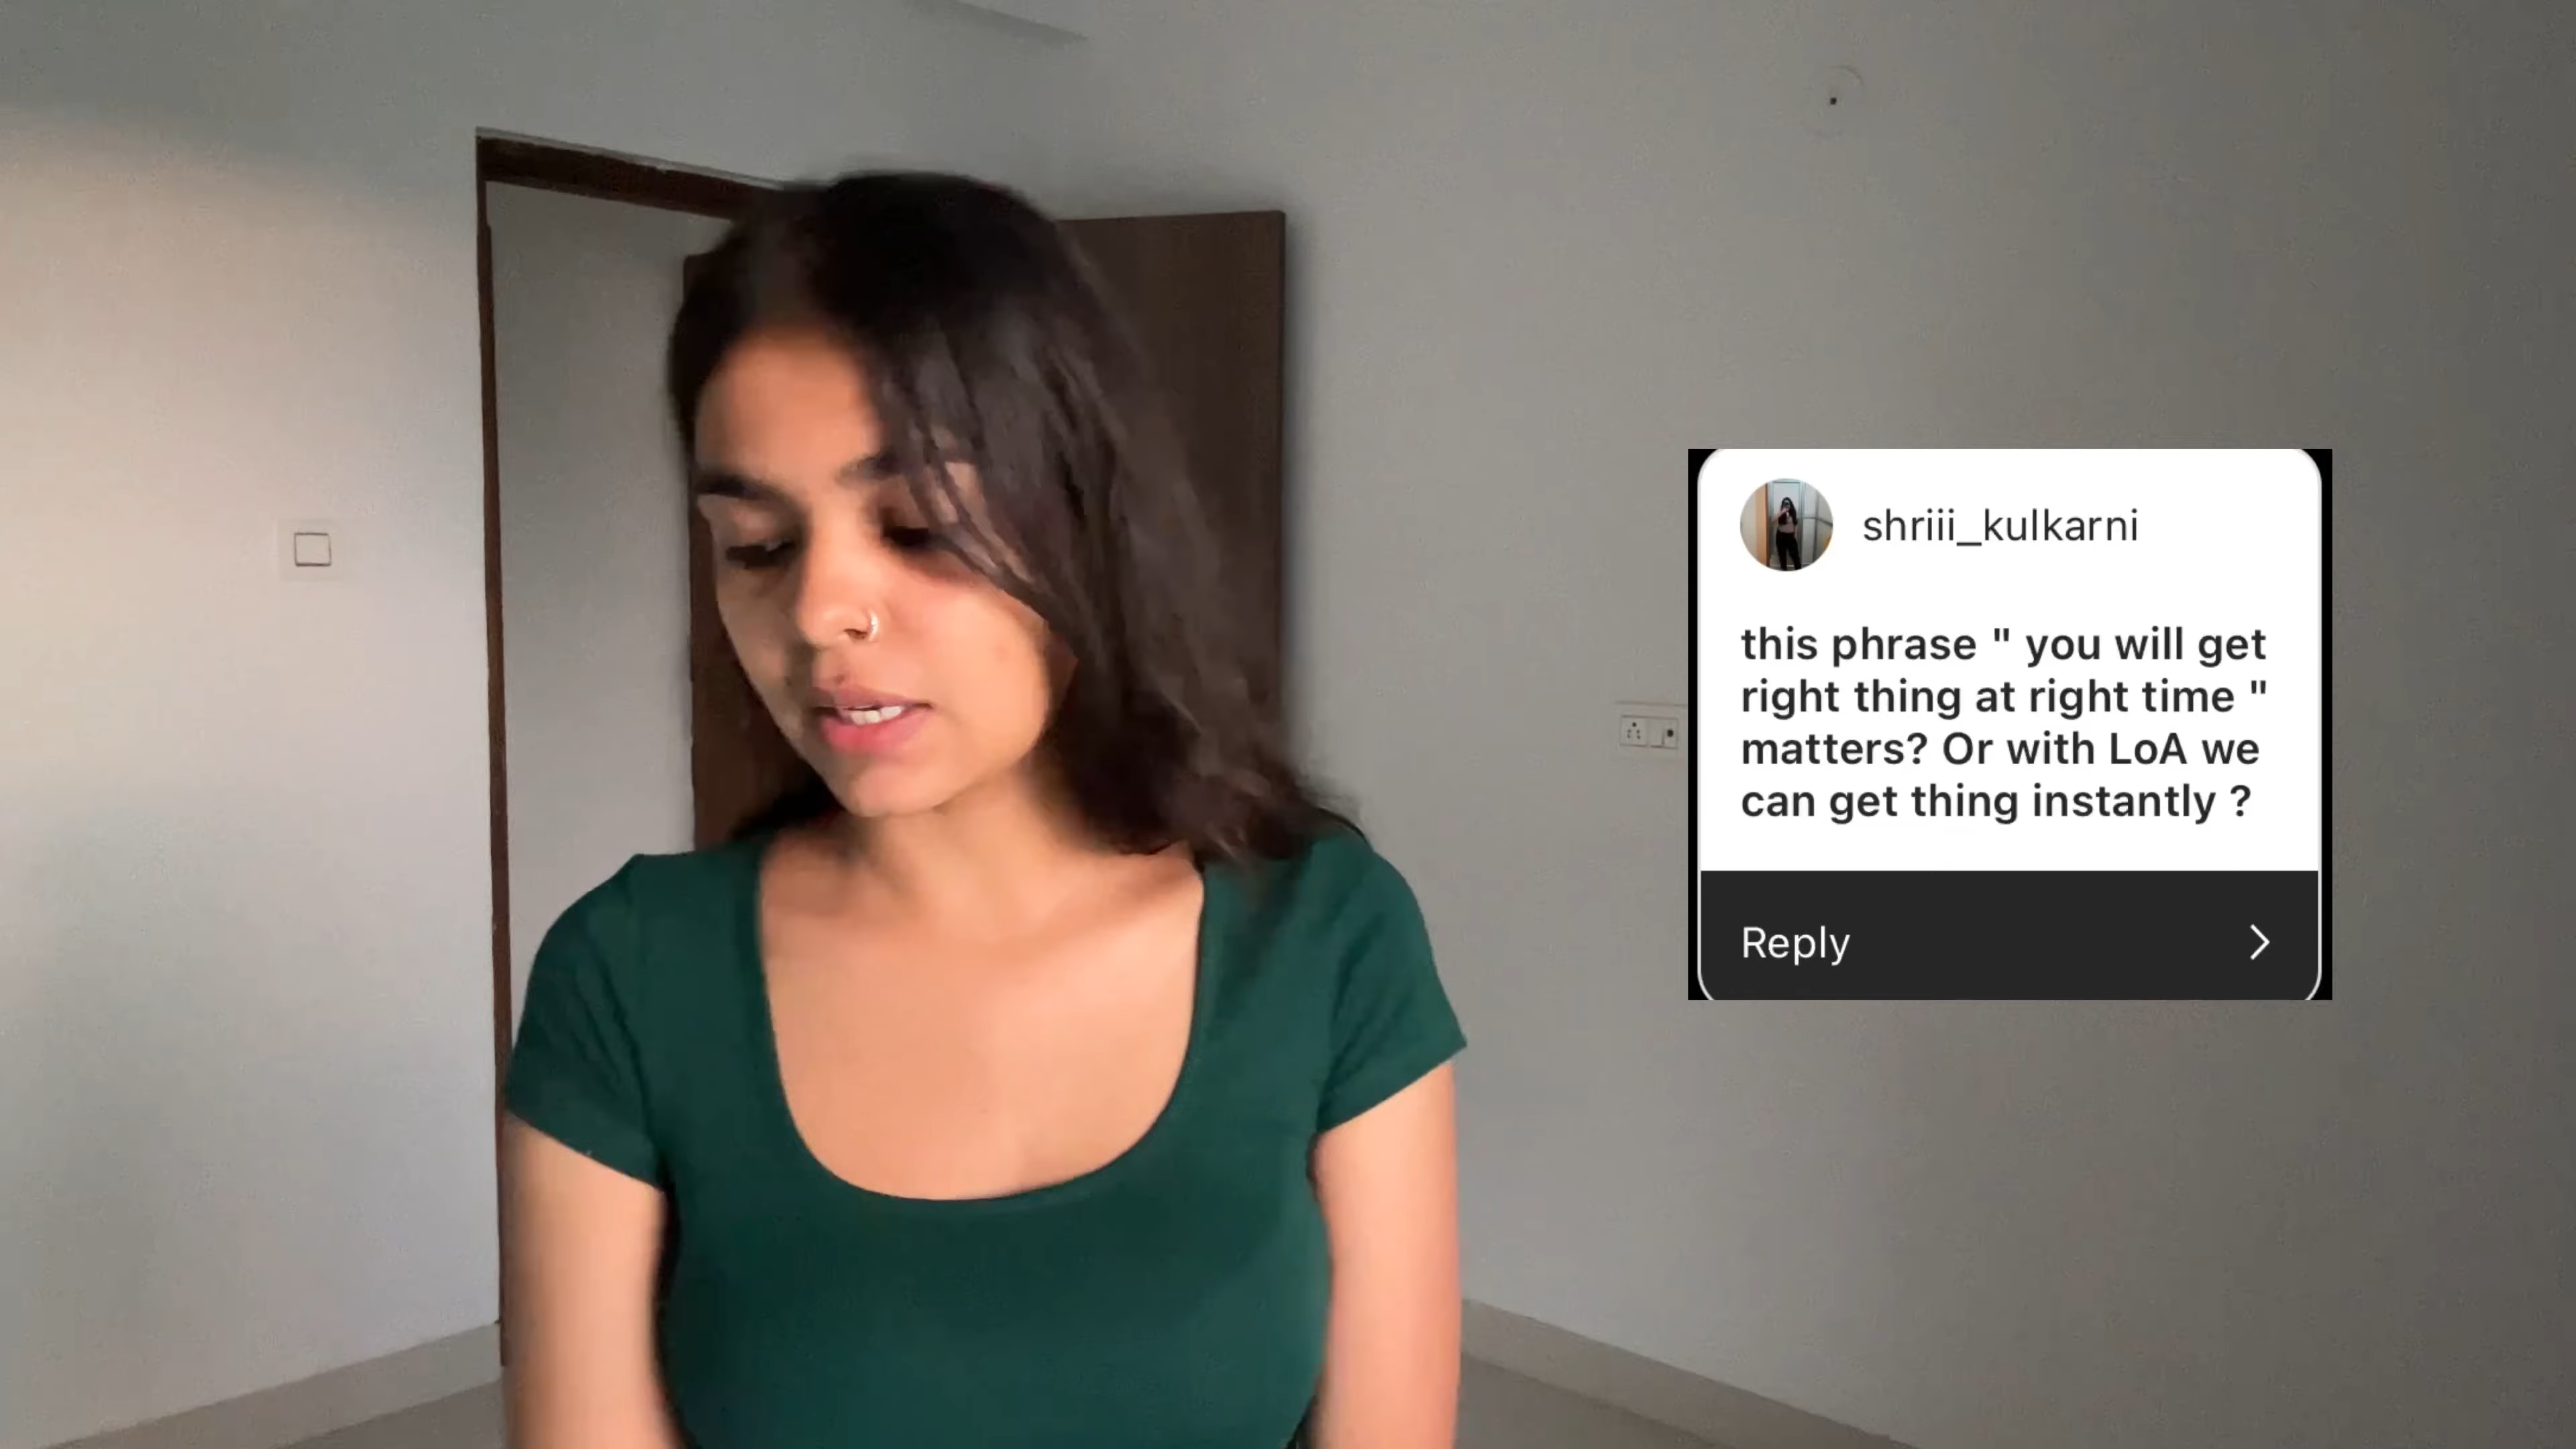 shriii_kulkarni
this phrase " you will get
right thing at right time "
matters? Or with LoA we
can get thing instantly ?
Reply